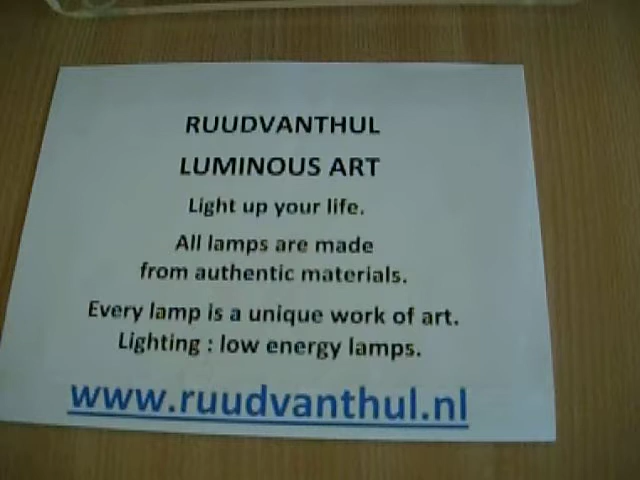 RUUDVANTHUL
LUMINOUS ART
Light up your life.
All lamps are made
from authentic materials.
Every lamp is a unique work of art.
Lighting : low energy lamps.
www.ruudvanthul.nl